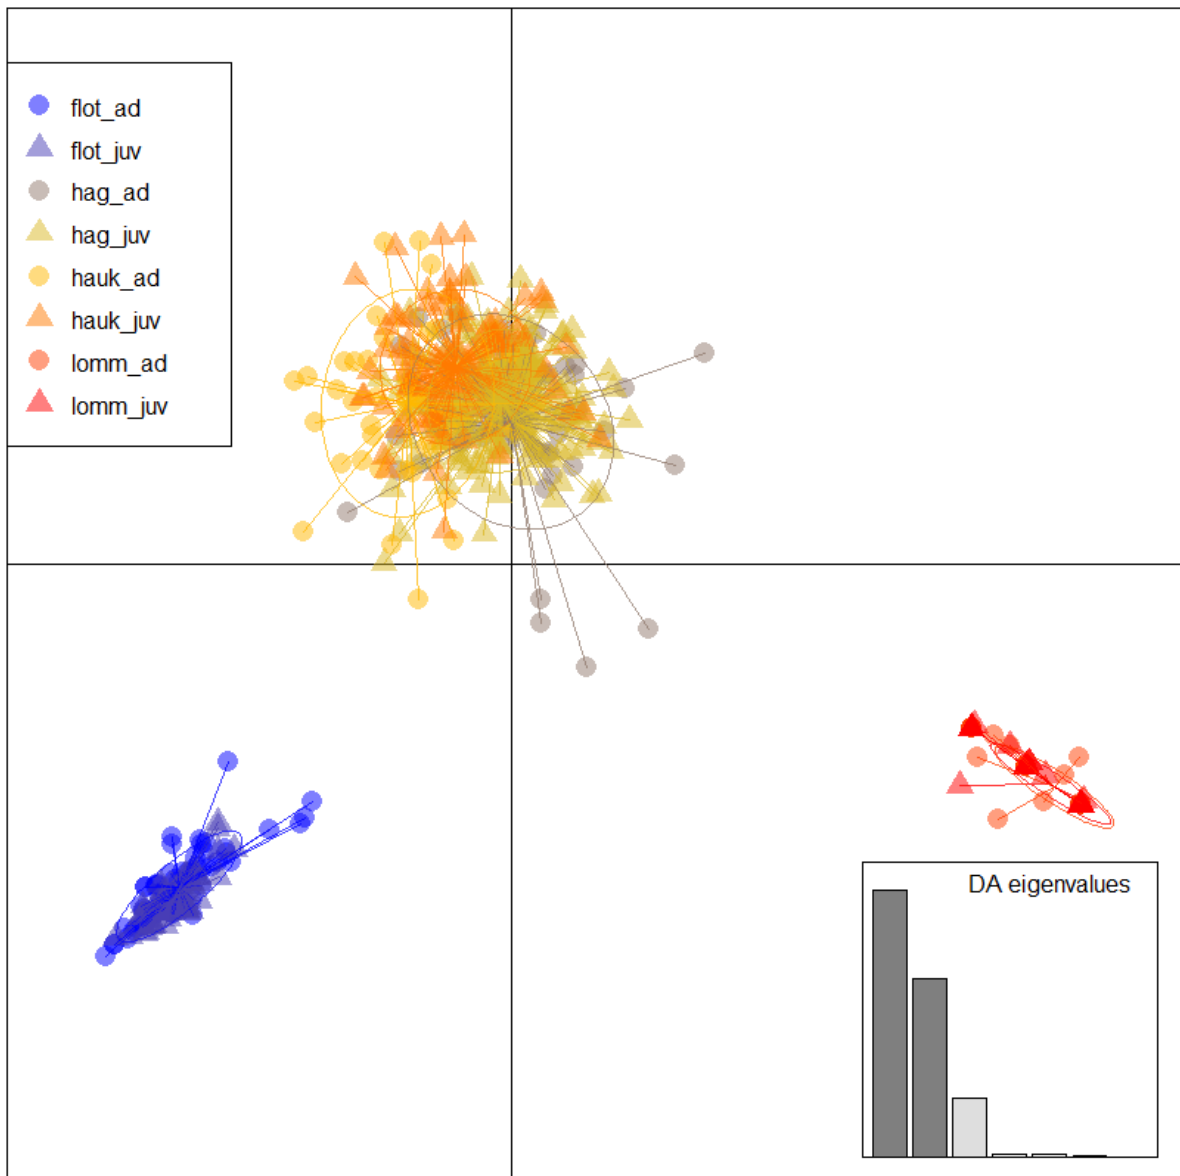 flot_ad
flot_juv
hag_ad
hag_juv
hauk_ad
hauk_juv
lomm_ad
lomm_juv
DA eigenvalues